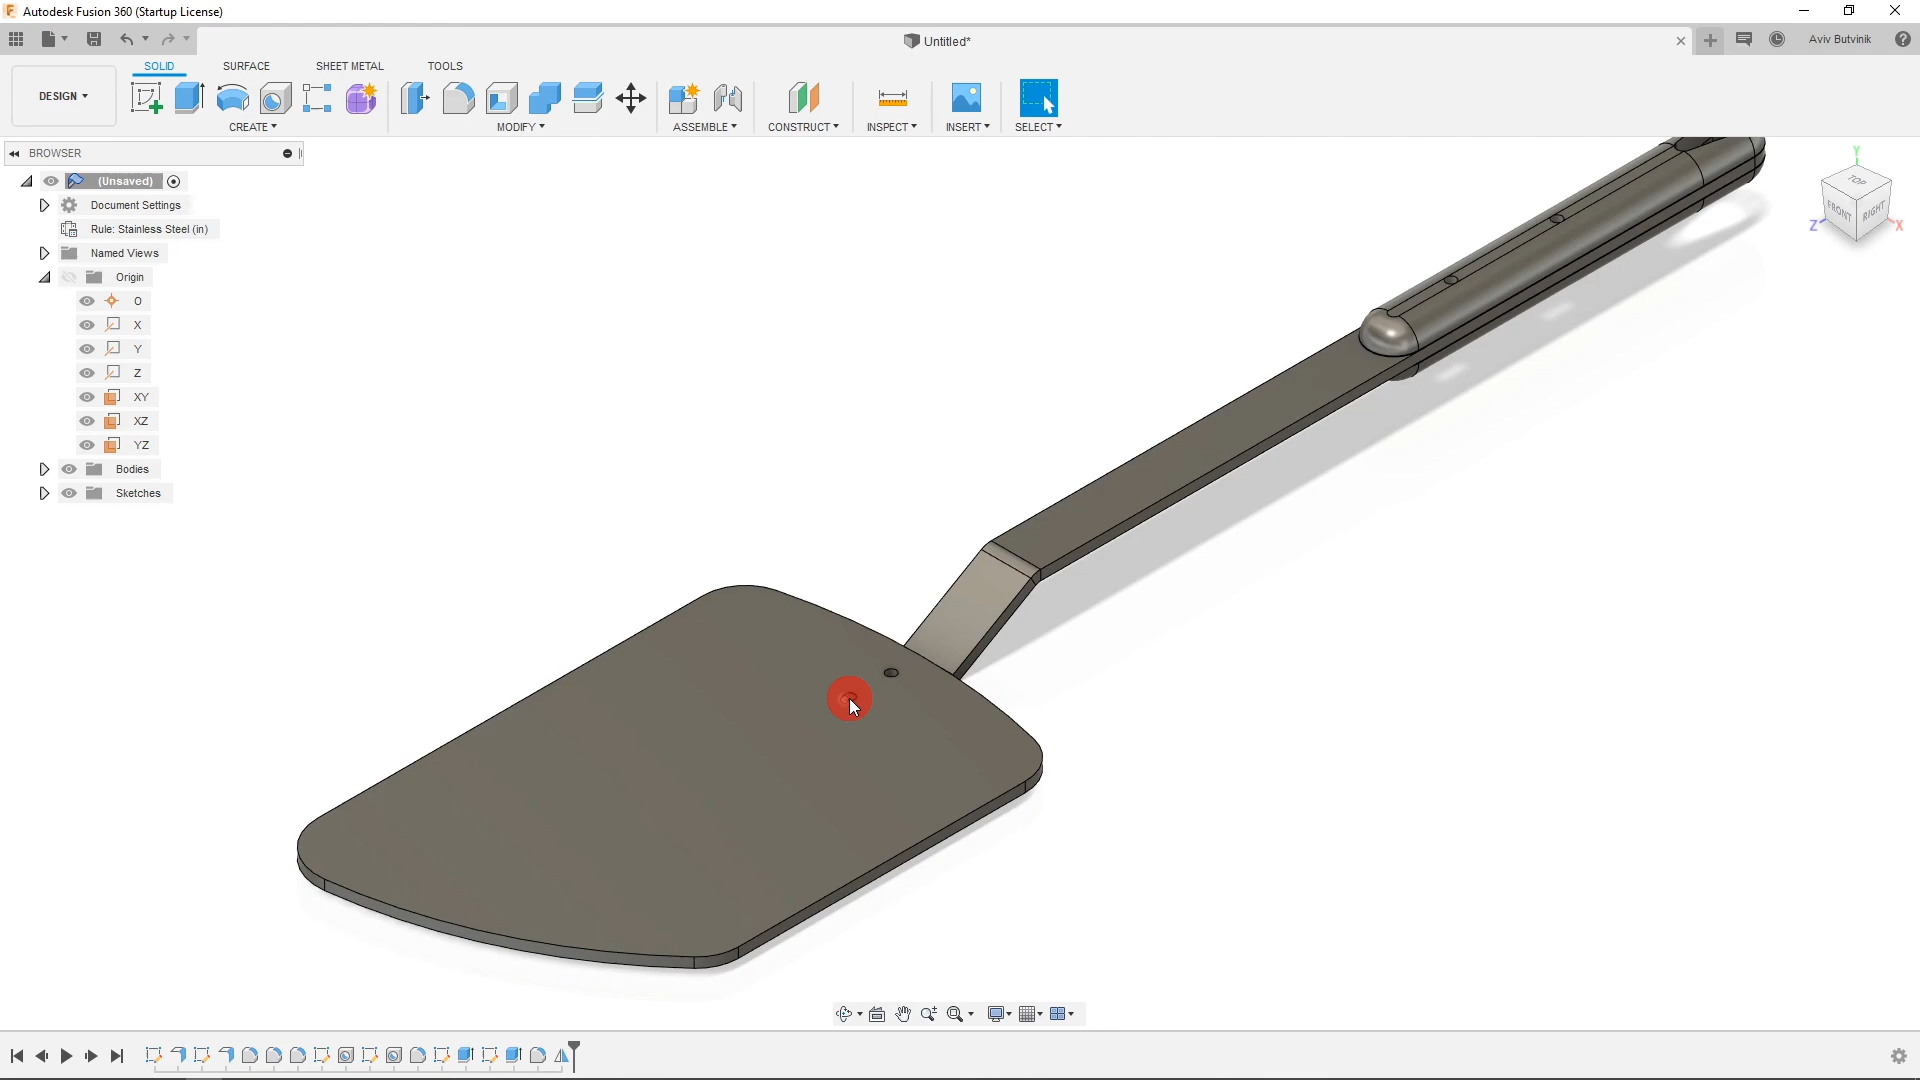 Autodesk Fusion 360 (Startup License)
Untitled*
Aviv Butvinik
SOLID SURFACE SHEET METAL TOOLS
DESIGN
CREATE MODIFY ASSEMBLE CONSTRUCT INSPECT INSERT SELECT
BROWSER
(Unsaved)
Document Settings
Rule: Stainless Steel (in)
Named Views
Origin
O
X
Y
Z
XY
XZ
YZ
Bodies
Sketches
Y
TOP
FRONT RIGHT
Z X